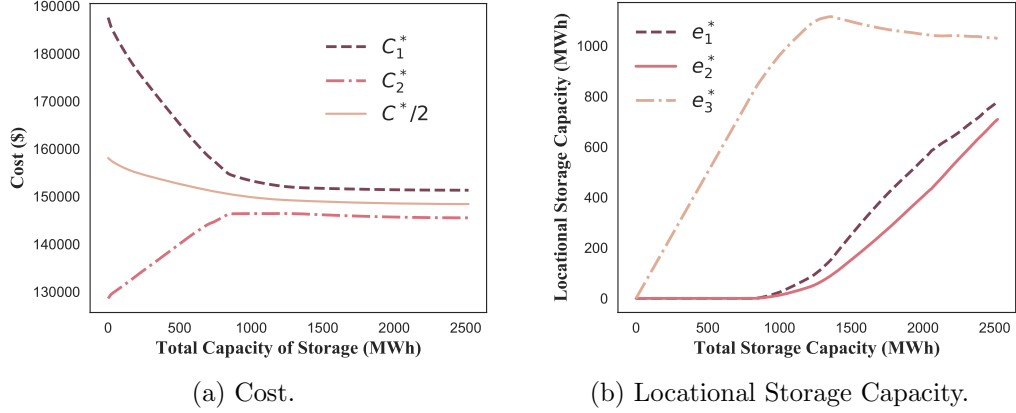 190000
180000
170000
160000
150000
140000
130000
Cost ($)
0 500 1000 1500 2000 2500
Total Capacity of Storage (MWh)
C₁*
C₂*
C*/2
(a) Cost.
1000
800
600
400
200
0
Locational Storage Capacity (MWh)
0 500 1000 1500 2000 2500
Total Storage Capacity (MWh)
e₁*
e₂*
e₃*
(b) Locational Storage Capacity.